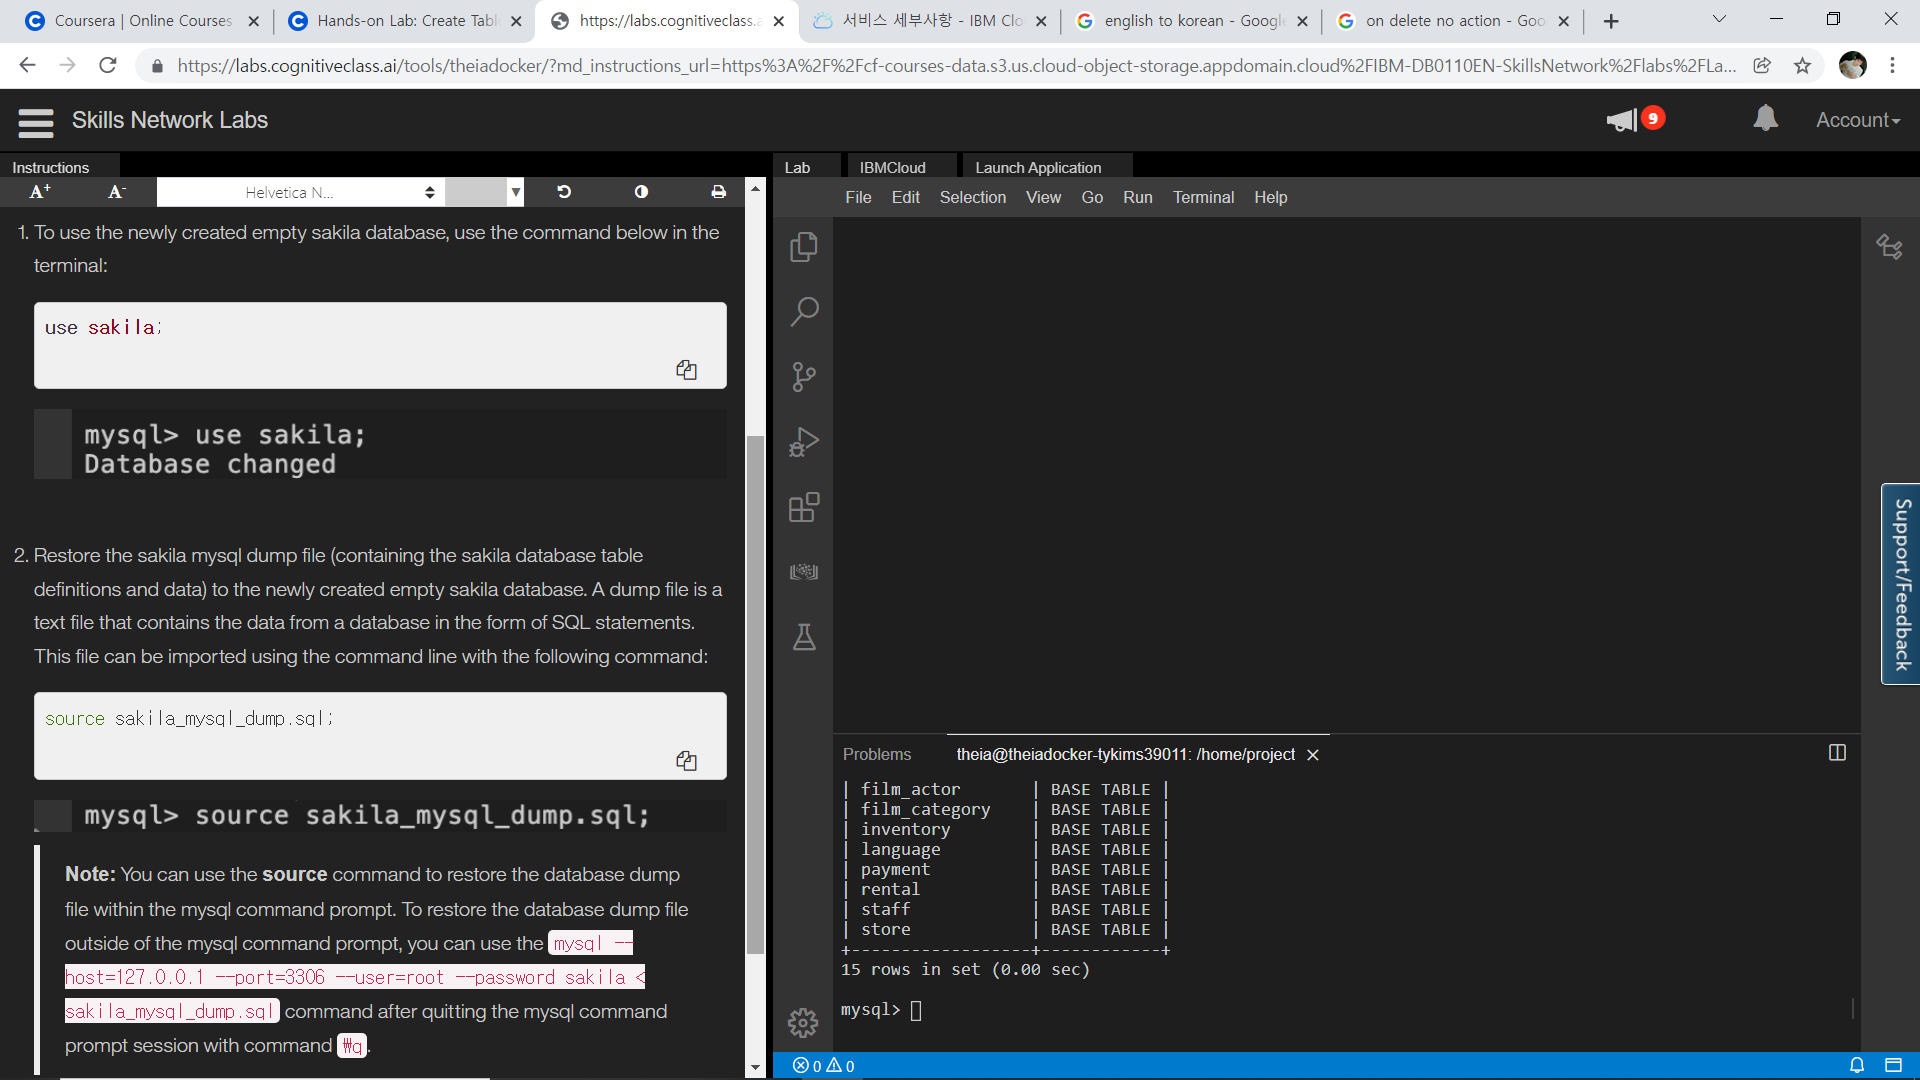 Coursera | Online Courses
Hands-on Lab: Create Tabl
https://labs.cognitiveclass.a
서비스 세부사항 - IBM Clo
english to korean - Google
on delete no action - Goo
https://labs.cognitiveclass.ai/tools/theiadocker/?md_instructions_url=https%3A%2F%2Fcf-courses-data.s3.us.cloud-object-storage.appdomain.cloud%2FIBM-DB0110EN-SkillsNetwork%2Flabs%2FLa...
Skills Network Labs
9
Account
Instructions
Lab
IBMCloud
Launch Application
A+
A-
Helvetica N...
File Edit Selection View Go Run Terminal Help
1. To use the newly created empty sakila database, use the command below in the
terminal:
use sakila;
mysql> use sakila;
Database changed
2. Restore the sakila mysql dump file (containing the sakila database table
definitions and data) to the newly created empty sakila database. A dump file is a
text file that contains the data from a database in the form of SQL statements.
This file can be imported using the command line with the following command:
source sakila_mysql_dump.sql;
mysql> source sakila_mysql_dump.sql;
Note: You can use the source command to restore the database dump
file within the mysql command prompt. To restore the database dump file
outside of the mysql command prompt, you can use the mysql --
host=127.0.0.1 --port=3306 --user=root --password sakila <
sakila_mysql_dump.sql command after quitting the mysql command
prompt session with command ₩q.
Support/Feedback
Problems
theia@theiadocker-tykims39011: /home/project
| film_actor | BASE TABLE |
| film_category | BASE TABLE |
| inventory | BASE TABLE |
| language | BASE TABLE |
| payment | BASE TABLE |
| rental | BASE TABLE |
| staff | BASE TABLE |
| store | BASE TABLE |
+------------------+------------+
15 rows in set (0.00 sec)
mysql>
0 0